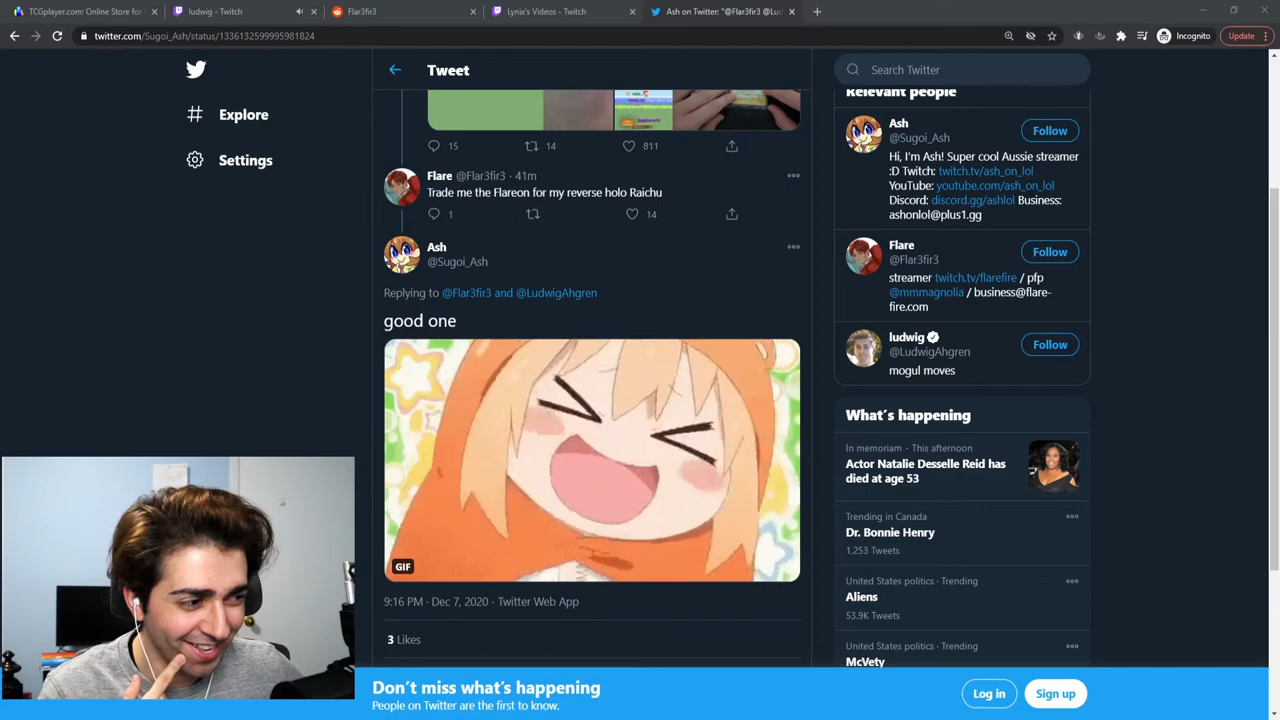 TCGplayer.com: Online Store for
ludwig - Twitch
Flar3fir3
Lynix's Videos - Twitch
Ash on Twitter: "@Flar3fir3 @Lud
twitter.com/Sugoi_Ash/status/1336132599995981824
Incognito
Update
Explore
Settings
Tweet
15
14
811
Flare @Flar3fir3 · 41m
Trade me the Flareon for my reverse holo Raichu
1
14
Ash
@Sugoi_Ash
Replying to @Flar3fir3 and @LudwigAhgren
good one
GIF
9:16 PM · Dec 7, 2020 · Twitter Web App
3 Likes
Search Twitter
Relevant people
Ash
@Sugoi_Ash
Follow
Hi, I'm Ash! Super cool Aussie streamer
:D Twitch: twitch.tv/ash_on_lol
YouTube: youtube.com/ash_on_lol
Discord: discord.gg/ashlol Business:
ashonlol@plus1.gg
Flare
@Flar3fir3
Follow
streamer twitch.tv/flarefire / pfp
@mmmagnolia / business@flare-
fire.com
ludwig
@LudwigAhgren
Follow
mogul moves
What's happening
In memoriam · This afternoon
Actor Natalie Desselle Reid has
died at age 53
Trending in Canada
Dr. Bonnie Henry
1,253 Tweets
United States politics · Trending
Aliens
53.9K Tweets
United States politics · Trending
McVety
Don't miss what's happening
People on Twitter are the first to know.
Log in
Sign up